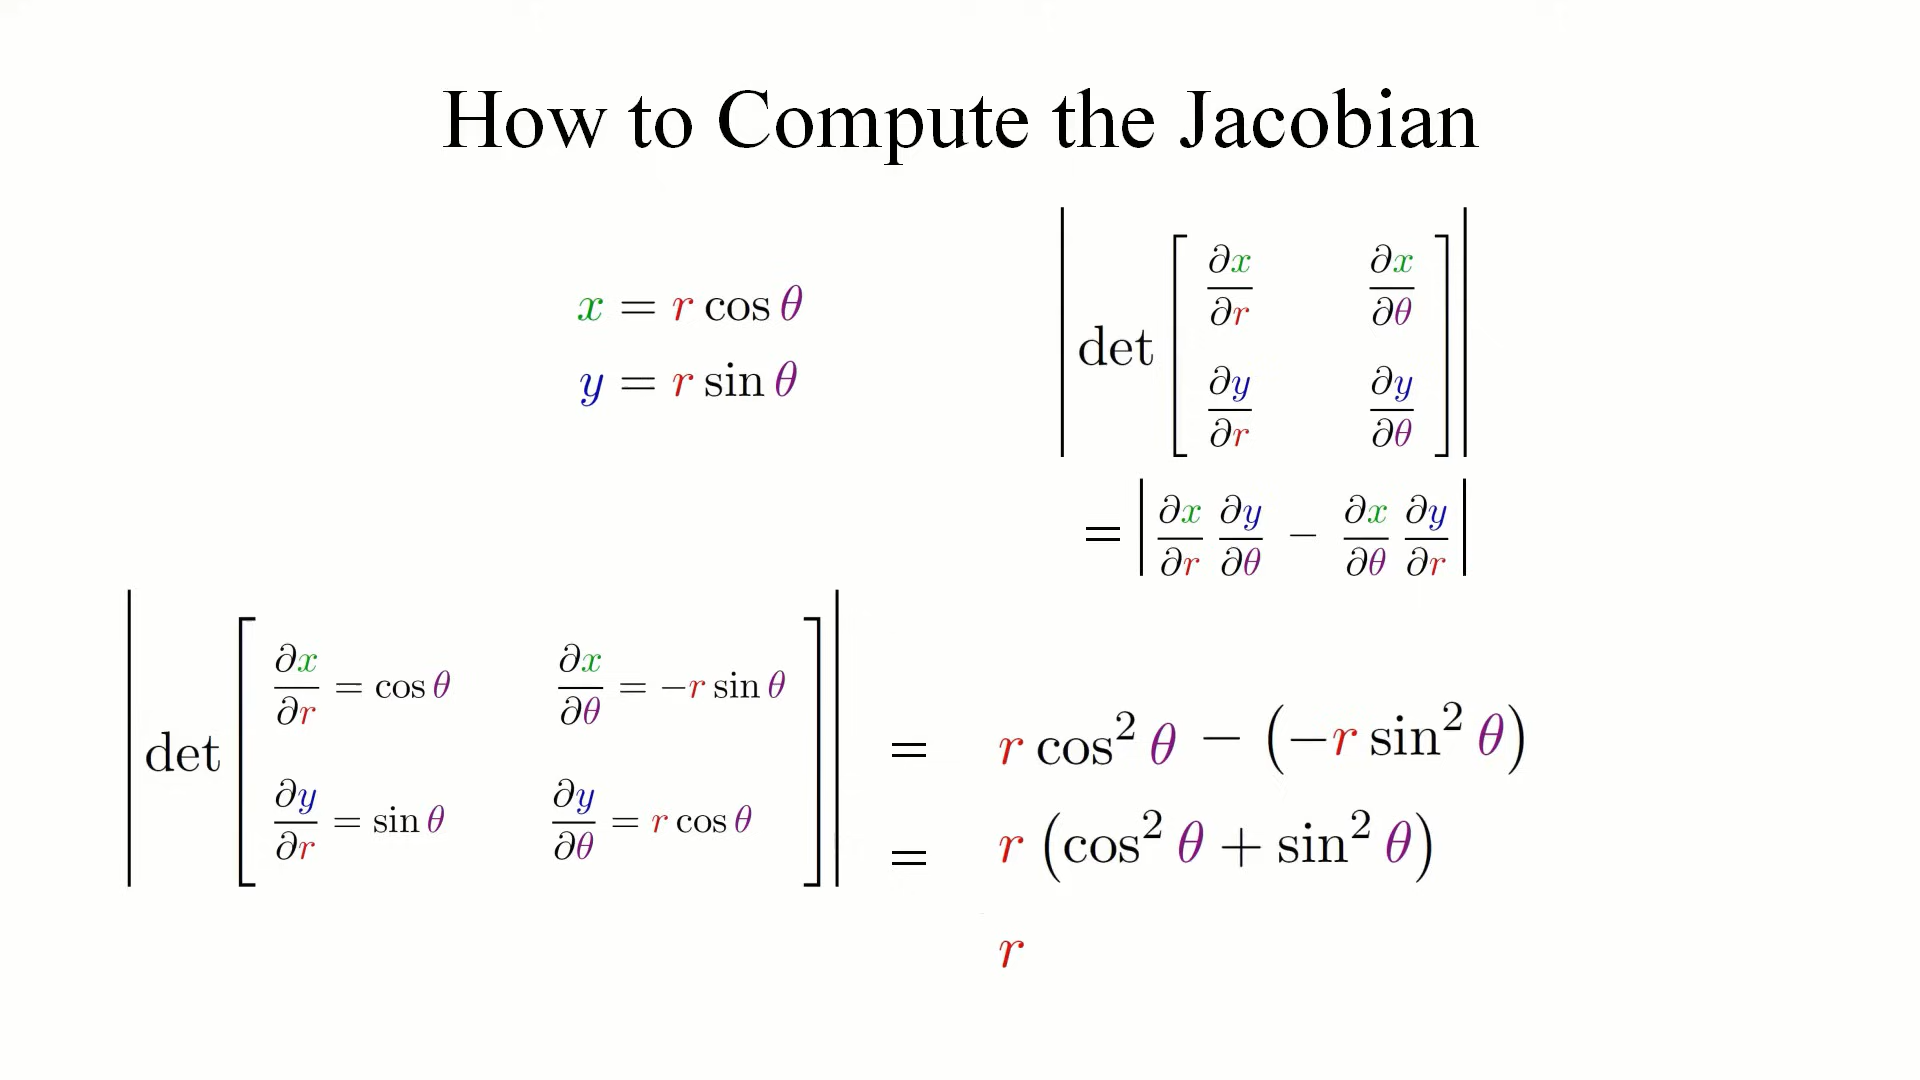 How to Compute the Jacobian
x = r cos θ
y = r sin θ
| det [ ∂x/∂r ∂x/∂θ
∂y/∂r ∂y/∂θ ] |
= | ∂x/∂r ∂y/∂θ − ∂x/∂θ ∂y/∂r |
| det [ ∂x/∂r = cos θ ∂x/∂θ = −r sin θ
∂y/∂r = sin θ ∂y/∂θ = r cos θ ] |
= r cos² θ − (−r sin² θ)
= r (cos² θ + sin² θ)
r